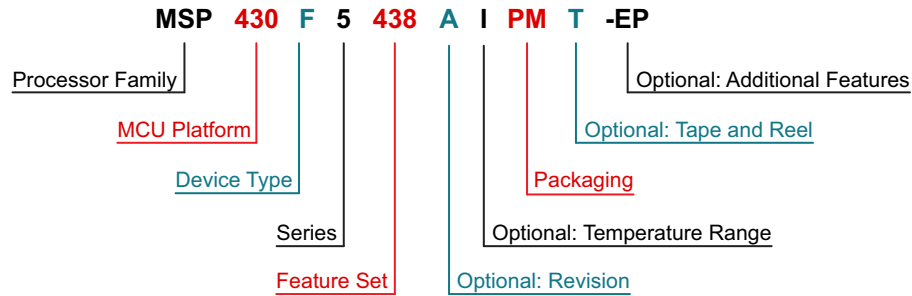 MSP 430 F 5 438 A I PM T -EP
Processor Family
Optional: Additional Features
MCU Platform
Optional: Tape and Reel
Device Type
Packaging
Series
Optional: Temperature Range
Feature Set
Optional: Revision